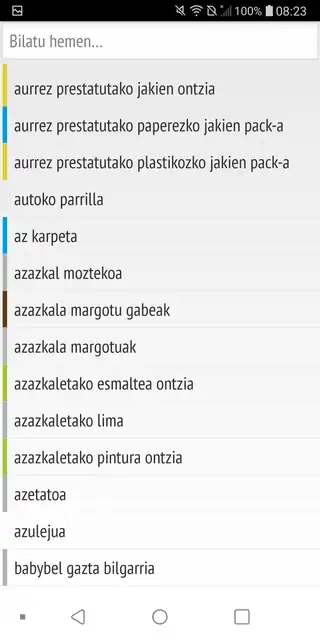 100% 08:23
Bilatu hemen...
aurrez prestatutako jakien ontzia
aurrez prestatutako paperezko jakien pack-a
aurrez prestatutako plastikozko jakien pack-a
autoko parrilla
az karpeta
azazkal moztekoa
azazkala margotu gabeak
azazkala margotuak
azazkaletako esmaltea ontzia
azazkaletako lima
azazkaletako pintura ontzia
azetatoa
azulejua
babybel gazta bilgarria